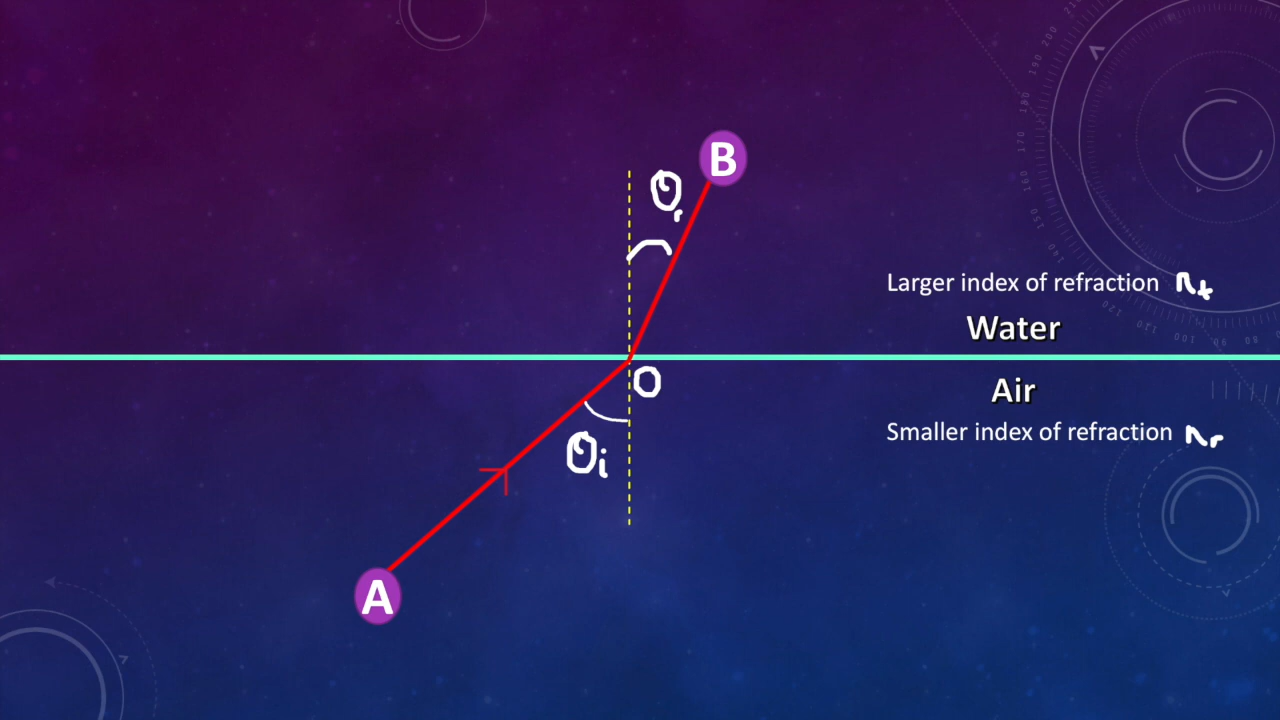 B
θr
Larger index of refraction nt
Water
O
Air
Smaller index of refraction nr
θi
A